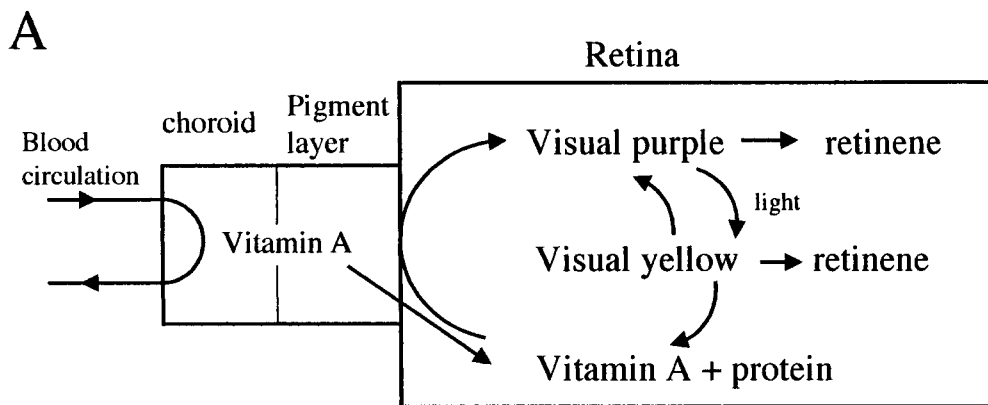 A
Retina
Blood
circulation
choroid
Pigment
layer
Visual purple
retinene
light
Vitamin A
Visual yellow
retinene
Vitamin A + protein